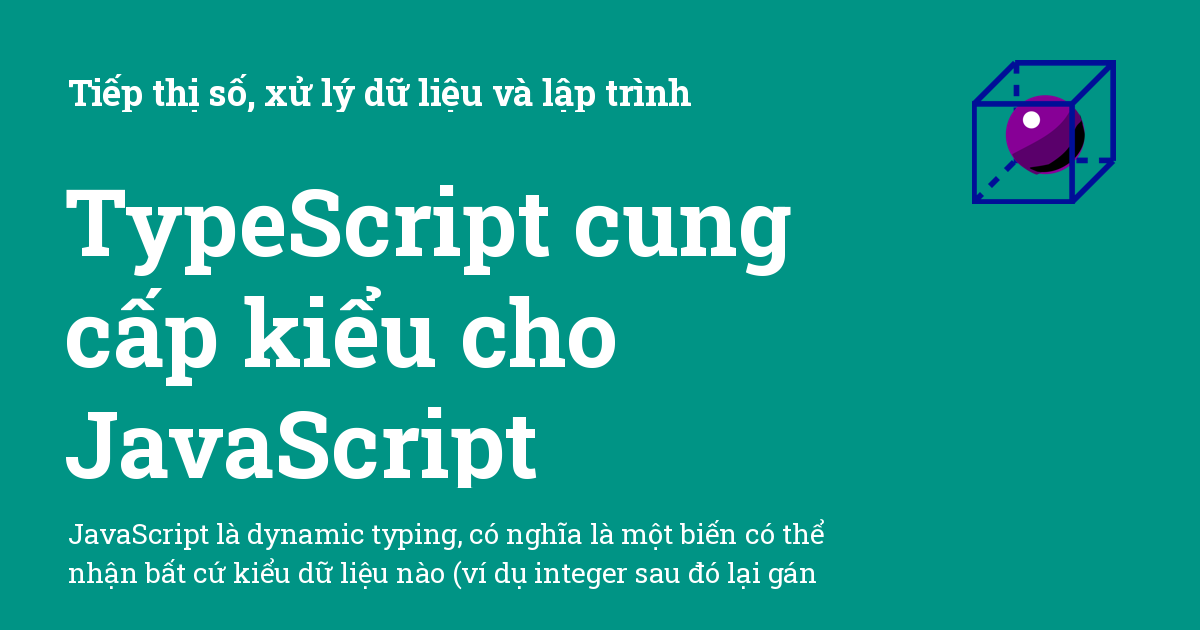 Tiếp thị số, xử lý dữ liệu và lập trình
TypeScript cung
cấp kiểu cho
JavaScript
JavaScript là dynamic typing, có nghĩa là một biến có thể
nhận bất cứ kiểu dữ liệu nào (ví dụ integer sau đó lại gán